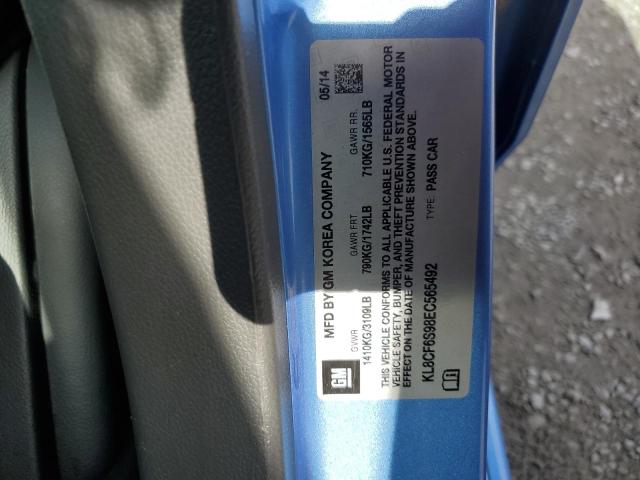 GM
MFD BY GM KOREA COMPANY 05/14
GVWR GAWR FRT GAWR RR.
1410KG/3109LB 790KG/1742LB 710KG/1565LB
THIS VEHICLE CONFORMS TO ALL APPLICABLE U.S. FEDERAL MOTOR
VEHICLE SAFETY, BUMPER, AND THEFT PREVENTION STANDARDS IN
EFFECT ON THE DATE OF MANUFACTURE SHOWN ABOVE.
KL8CF6S98EC565492 TYPE: PASS CAR